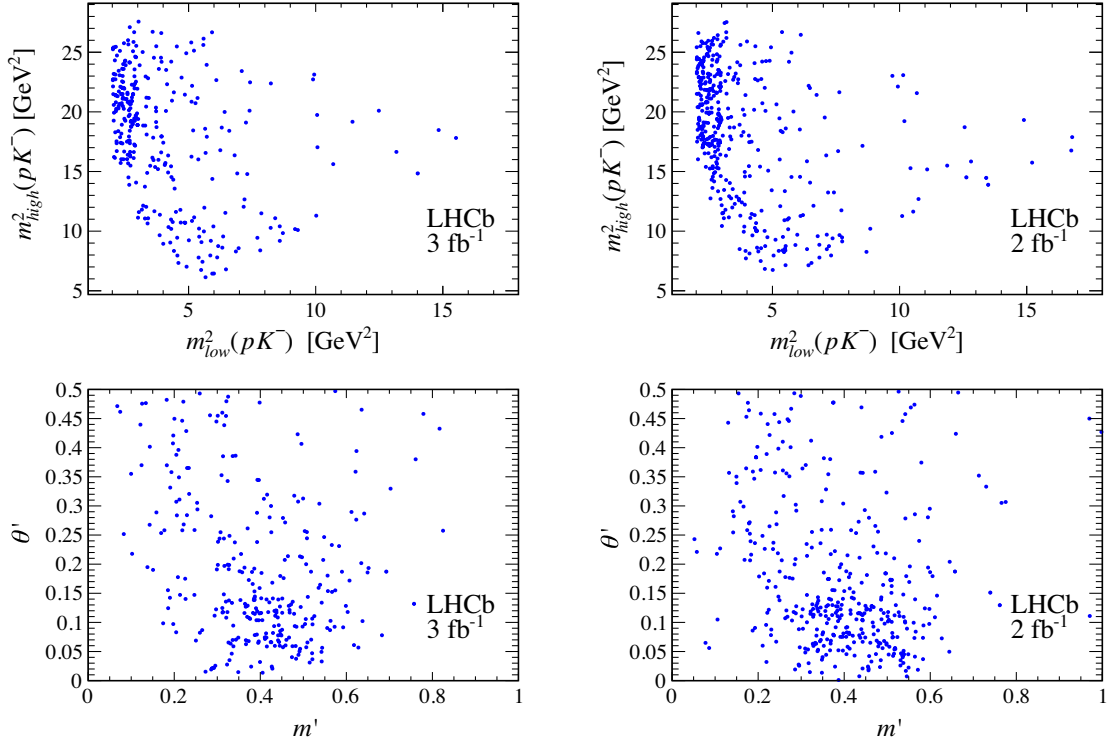 25
20
15
10
5
m²high(pK⁻) [GeV²]
LHCb
3 fb⁻¹
5 10 15
m²low(pK⁻) [GeV²]
25
20
15
10
5
m²high(pK⁻) [GeV²]
LHCb
2 fb⁻¹
5 10 15
m²low(pK⁻) [GeV²]
0.5
0.45
0.4
0.35
0.3
0.25
0.2
0.15
0.1
0.05
0
θ'
LHCb
3 fb⁻¹
0 0.2 0.4 0.6 0.8 1
m'
0.5
0.45
0.4
0.35
0.3
0.25
0.2
0.15
0.1
0.05
0
θ'
LHCb
2 fb⁻¹
0 0.2 0.4 0.6 0.8 1
m'